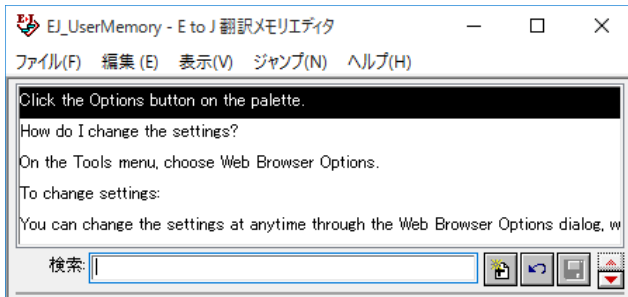 EJ_UserMemory - E to J 翻訳メモリエディタ
ファイル(F) 編集(E) 表示(V) ジャンプ(N) ヘルプ(H)
Click the Options button on the palette.
How do I change the settings?
On the Tools menu, choose Web Browser Options.
To change settings:
You can change the settings at anytime through the Web Browser Options dialog, w
検索: